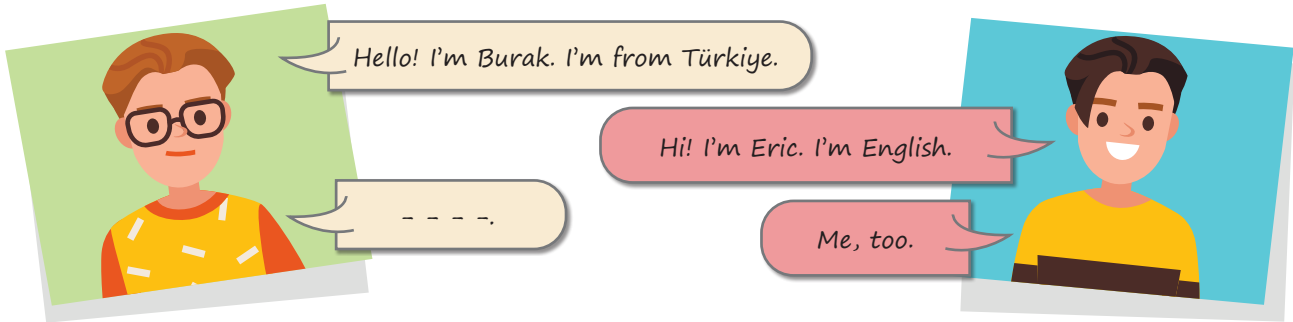 Hello! I'm Burak. I'm from Türkiye.
Hi! I'm Eric. I'm English.
- - - -.
Me, too.